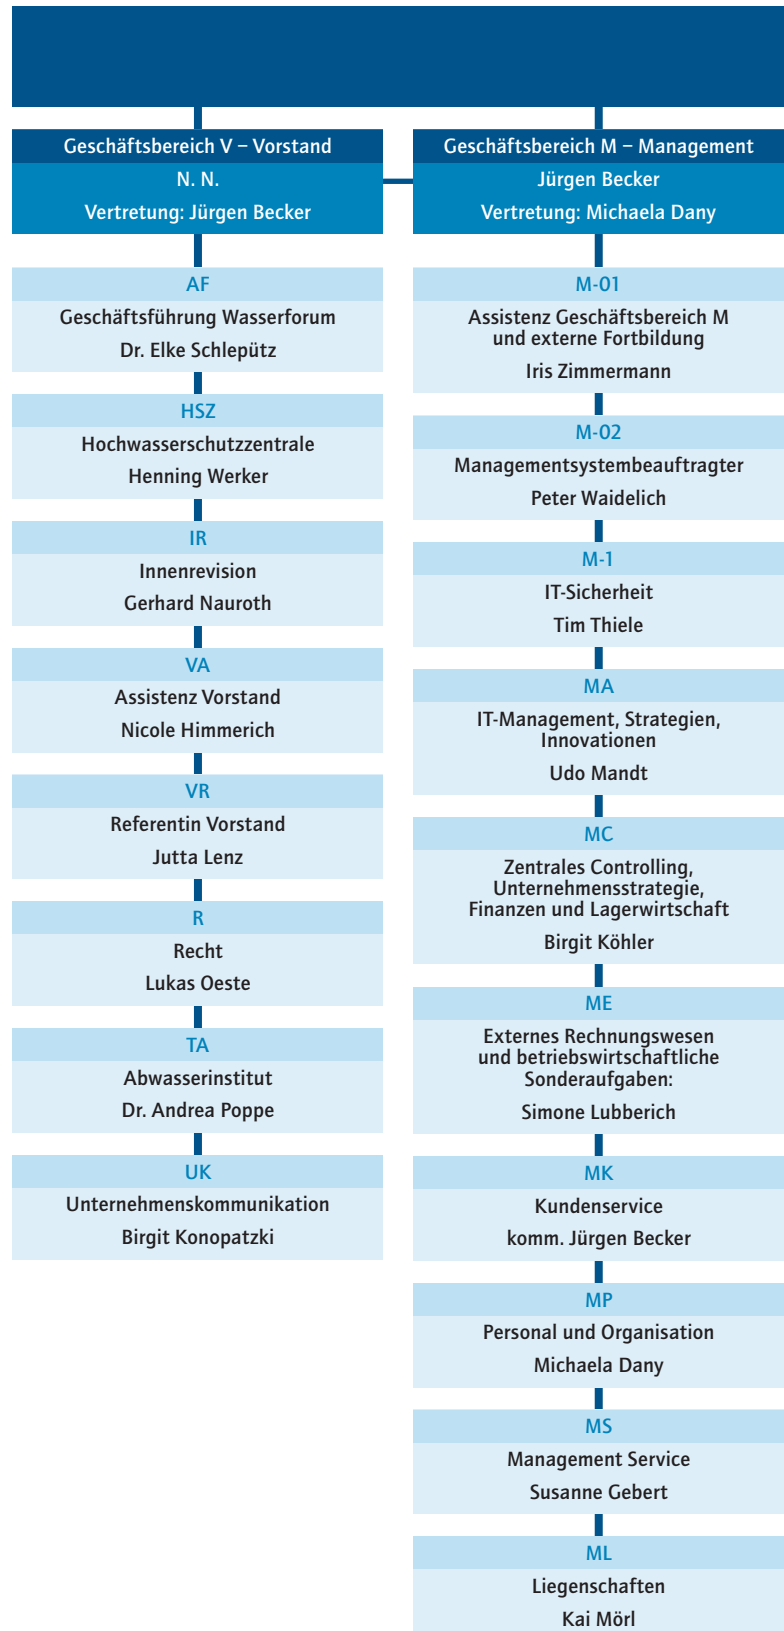 Geschäftsbereich V – Vorstand
N. N.
Vertretung: Jürgen Becker
AF
Geschäftsführung Wasserforum
Dr. Elke Schlepütz
HSZ
Hochwasserschutzzentrale
Henning Werker
IR
Innenrevision
Gerhard Nauroth
VA
Assistenz Vorstand
Nicole Himmerich
VR
Referentin Vorstand
Jutta Lenz
R
Recht
Lukas Oeste
TA
Abwasserinstitut
Dr. Andrea Poppe
UK
Unternehmenskommunikation
Birgit Konopatzki
Geschäftsbereich M – Management
Jürgen Becker
Vertretung: Michaela Dany
M-01
Assistenz Geschäftsbereich M
und externe Fortbildung
Iris Zimmermann
M-02
Managementsystembeauftragter
Peter Waidelich
M-1
IT-Sicherheit
Tim Thiele
MA
IT-Management, Strategien,
Innovationen
Udo Mandt
MC
Zentrales Controlling,
Unternehmensstrategie,
Finanzen und Lagerwirtschaft
Birgit Köhler
ME
Externes Rechnungswesen
und betriebswirtschaftliche
Sonderaufgaben:
Simone Lubberich
MK
Kundenservice
komm. Jürgen Becker
MP
Personal und Organisation
Michaela Dany
MS
Management Service
Susanne Gebert
ML
Liegenschaften
Kai Mörl